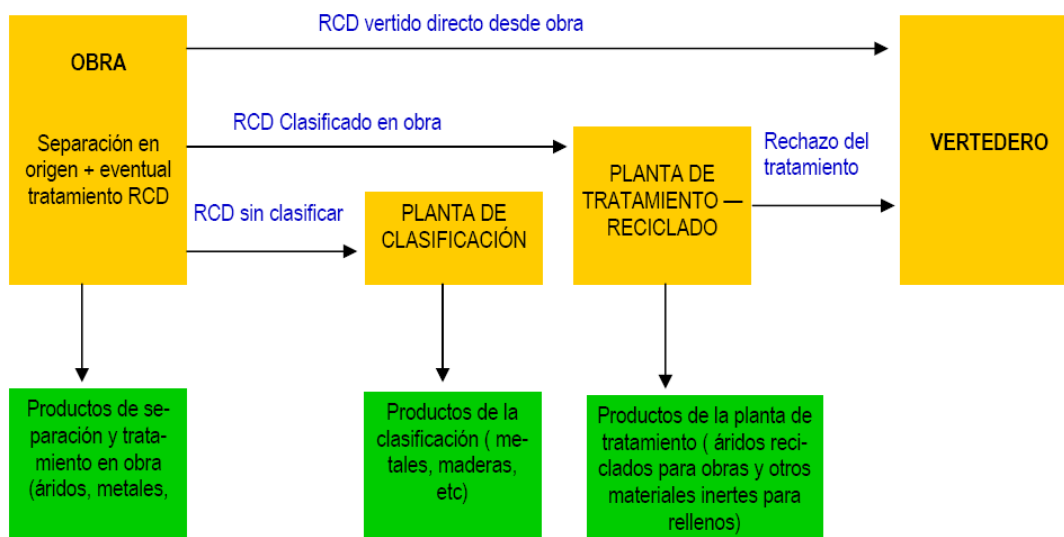 RCD vertido directo desde obra
OBRA
Separación en
origen + eventual
tratamiento RCD
RCD Clasificado en obra
RCD sin clasificar
PLANTA DE
CLASIFICACIÓN
PLANTA DE
TRATAMIENTO —
RECICLADO
Rechazo del
tratamiento
VERTEDERO
Productos de se-
paración y trata-
miento en obra
(áridos, metales,
Productos de la
clasificación ( me-
tales, maderas,
etc)
Productos de la planta de
tratamiento ( áridos reci-
clados para obras y otros
materiales inertes para
rellenos)